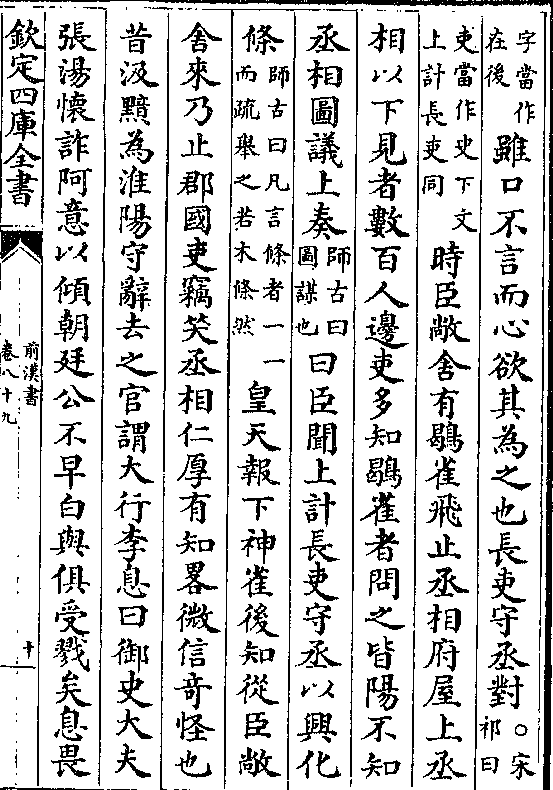 字當作
在後
雖口不言而心欲其為之也長吏守丞對
○宋
祁曰
吏當作史下文
上計長吏同
時臣敞舍有鶡雀飛止丞相府屋上丞
相以下見者數百人邊吏多知鶡雀者問之皆陽不知
丞相圖議上奏
師古曰
圖謀也
曰臣聞上計長吏守丞以興化
條
師古曰凡言條者一一
而疏舉之若木條然
皇天報下神雀後知從臣敞
舍來乃止郡國吏竊笑丞相仁厚有知畧微信奇怪也
昔汲黯為淮陽守辭去之官謂大行李息曰御史大夫
張湯懷詐阿意以傾朝廷公不早白與俱受戮矣息畏
欽定四庫全書
前漢書
卷八十九
十